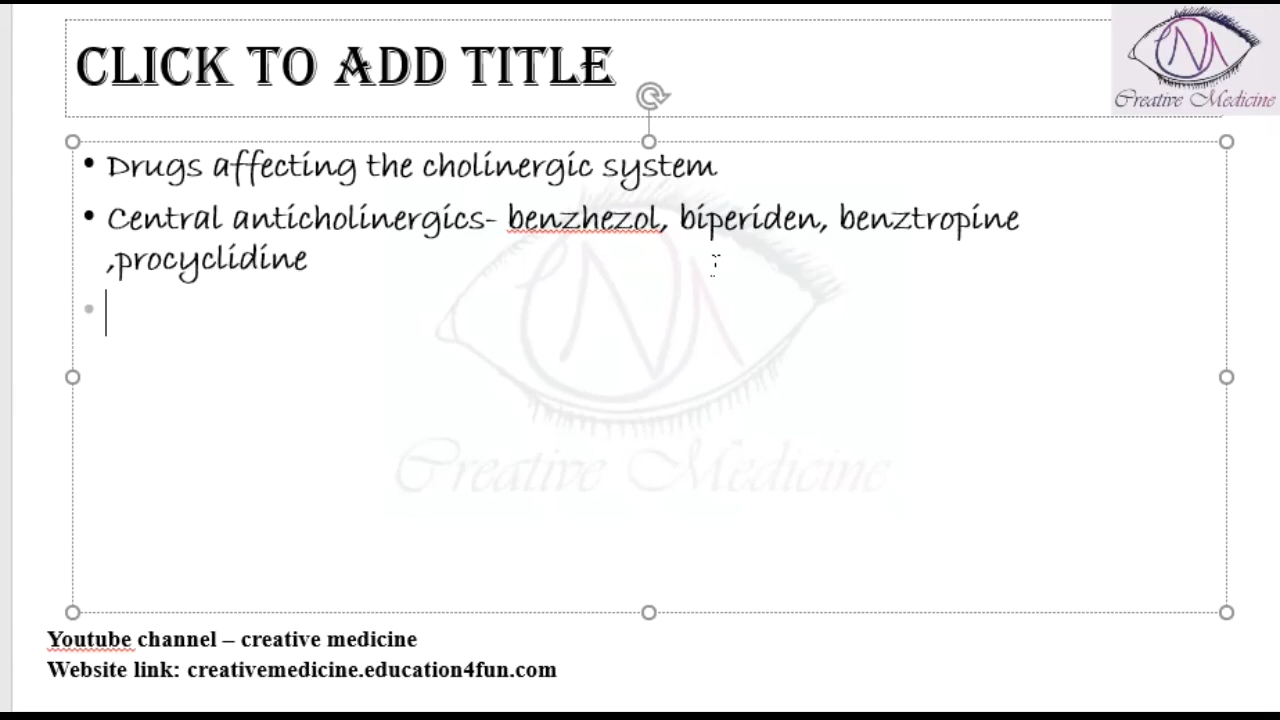 CLICK TO ADD TITLE
Creative Medicine
• Drugs affecting the cholinergic system
• Central anticholinergics- benzhezol, biperiden, benztropine
,procyclidine
•
Creative Medicine
Youtube channel – creative medicine
Website link: creativemedicine.education4fun.com